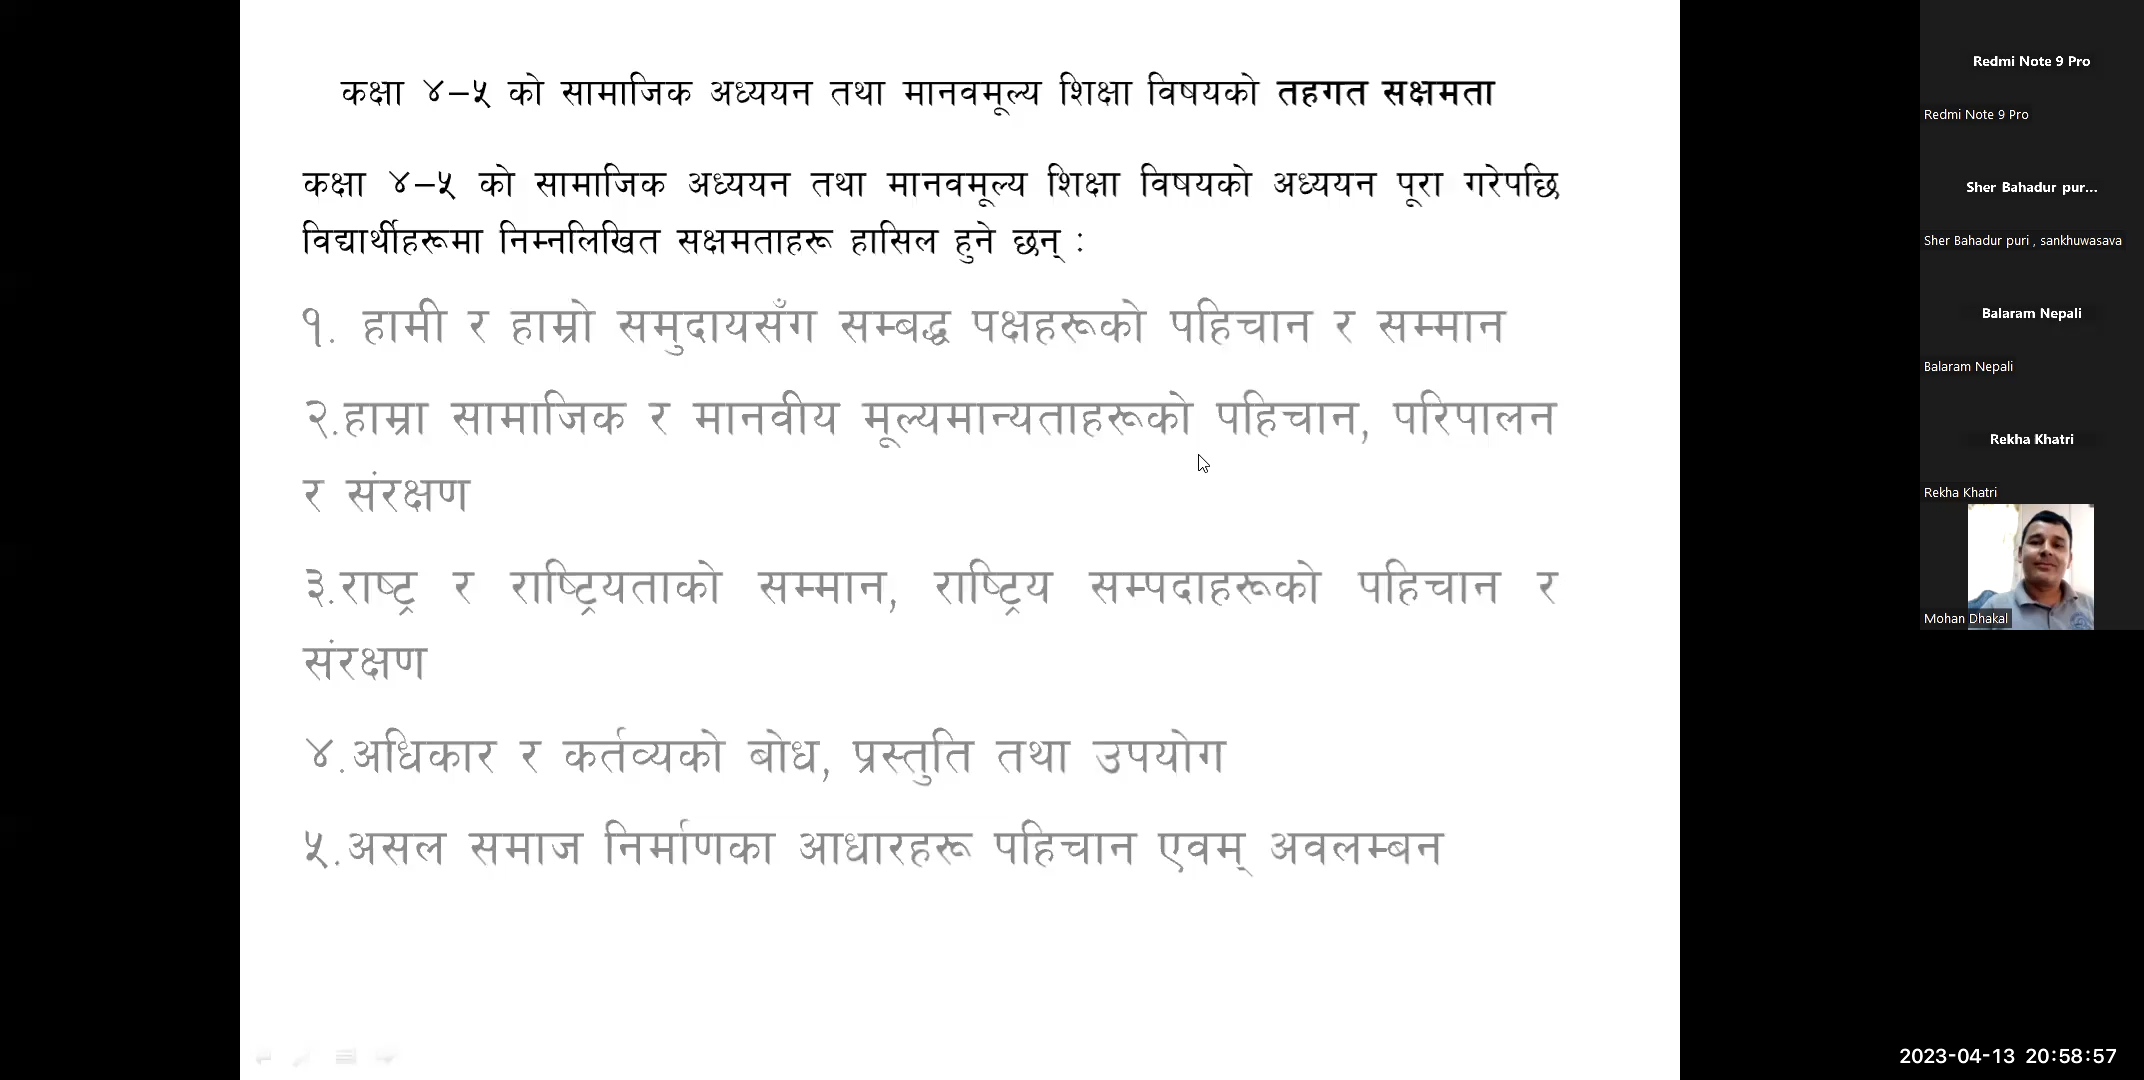 कक्षा ४–५ को सामाजिक अध्ययन तथा मानवमूल्य शिक्षा विषयको तहगत सक्षमता
कक्षा ४–५ को सामाजिक अध्ययन तथा मानवमूल्य शिक्षा विषयको अध्ययन पूरा गरेपछि
विद्यार्थीहरूमा निम्नलिखित सक्षमताहरू हासिल हुने छन् :
१. हामी र हाम्रो समुदायसँग सम्बद्ध पक्षहरूको पहिचान र सम्मान
२.हाम्रा सामाजिक र मानवीय मूल्यमान्यताहरूको पहिचान, परिपालन
र संरक्षण
३.राष्ट्र र राष्ट्रियताको सम्मान, राष्ट्रिय सम्पदाहरूको पहिचान र
संरक्षण
४.अधिकार र कर्तव्यको बोध, प्रस्तुति तथा उपयोग
५.असल समाज निर्माणका आधारहरू पहिचान एवम् अवलम्बन
Redmi Note 9 Pro
Redmi Note 9 Pro
Sher Bahadur pur...
Sher Bahadur puri , sankhuwasava
Balaram Nepali
Balaram Nepali
Rekha Khatri
Rekha Khatri
Mohan Dhakal
2023-04-13 20:58:57